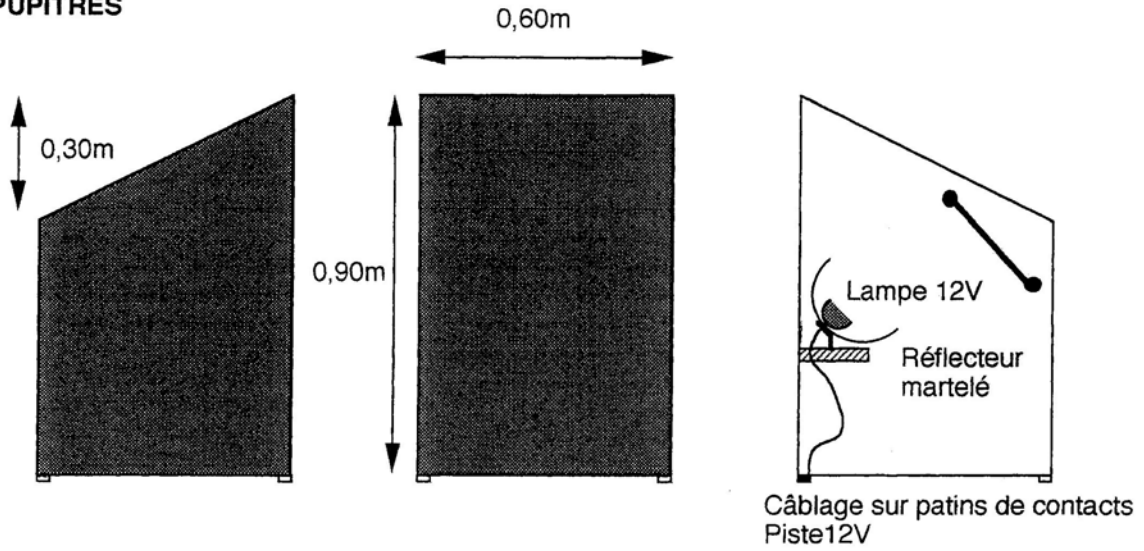 PUPITRES
0,60m
0,30m
0,90m
Lampe 12V
Réflecteur
martelé
Câblage sur patins de contacts
Piste12V